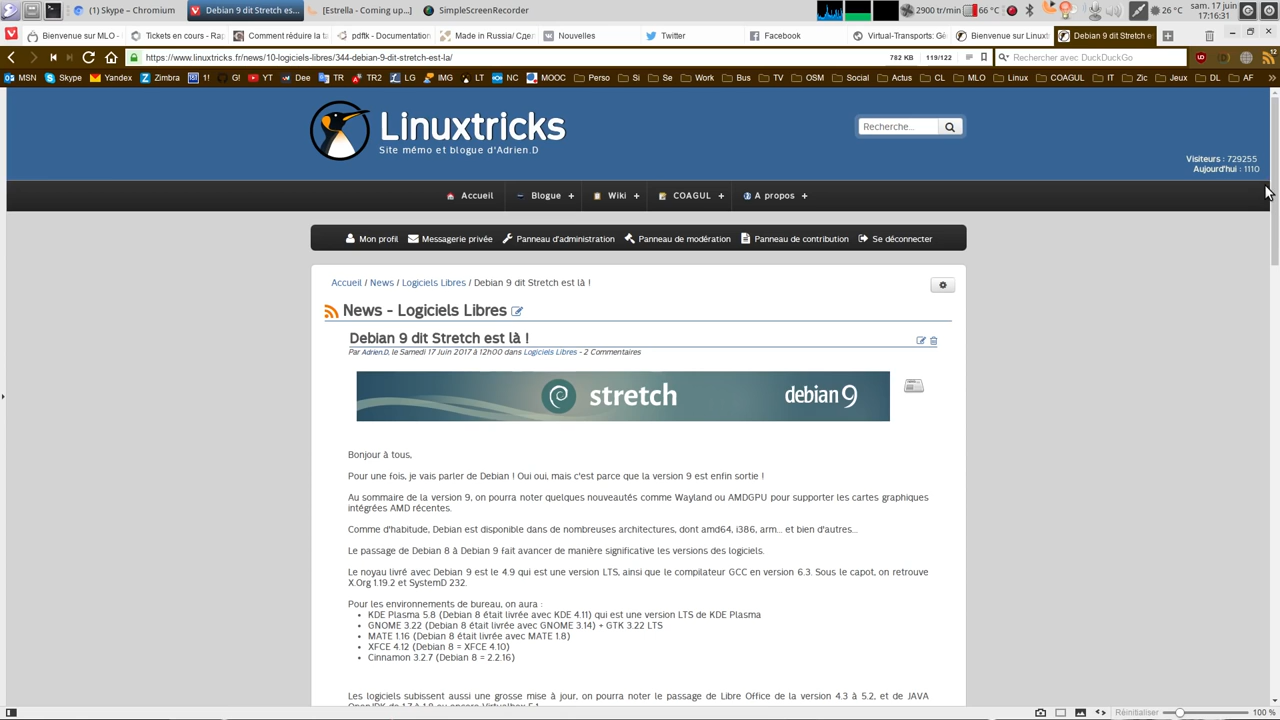 (1) Skype — Chromium
Debian 9 dit Stretch es...
[Estrella - Coming up...]
SimpleScreenRecorder
2900 tr/min
66 °C
26 °C
sam. 17 juin
17:16:31
Bienvenue sur MLO -
Tickets en cours - Ra
Comment réduire la ta
pdftk - Documentation
Made in Russia/ Сде
Nouvelles
Twitter
Facebook
Virtual-Transports: Gé
Bienvenue sur Linux
Debian 9 dit Stretch e
https://www.linuxtricks.fr/news/10-logiciels-libres/344-debian-9-dit-stretch-est-la/
782 KB
119/122
Rechercher avec DuckDuckGo
12
MSN Skype Yandex Zimbra 1! G! YT Dee TR TR2 LG IMG LT NC MOOC Perso Si Se Work Bus TV OSM Social Actus CL MLO Linux COAGUL IT Zic Jeux DL AF
Linuxtricks
Site mémo et blogue d'Adrien.D
Recherche...
Visiteurs : 729255
Aujourd'hui : 1110
Accueil Blogue + Wiki + COAGUL + A propos +
Mon profil Messagerie privée Panneau d'administration Panneau de modération Panneau de contribution Se déconnecter
Accueil / News / Logiciels Libres / Debian 9 dit Stretch est là !
News - Logiciels Libres
Debian 9 dit Stretch est là !
Par Adrien.D, le Samedi 17 Juin 2017 à 12h00 dans Logiciels Libres - 2 Commentaires
stretch debian 9
Bonjour à tous,
Pour une fois, je vais parler de Debian ! Oui oui, mais c'est parce que la version 9 est enfin sortie !
Au sommaire de la version 9, on pourra noter quelques nouveautés comme Wayland ou AMDGPU pour supporter les cartes graphiques
intégrées AMD récentes.
Comme d'habitude, Debian est disponible dans de nombreuses architectures, dont amd64, i386, arm... et bien d'autres...
Le passage de Debian 8 à Debian 9 fait avancer de manière significative les versions des logiciels.
Le noyau livré avec Debian 9 est le 4.9 qui est une version LTS, ainsi que le compilateur GCC en version 6.3. Sous le capot, on retrouve
X.Org 1.19.2 et SystemD 232.
Pour les environnements de bureau, on aura :
• KDE Plasma 5.8 (Debian 8 était livrée avec KDE 4.11) qui est une version LTS de KDE Plasma
• GNOME 3.22 (Debian 8 était livrée avec GNOME 3.14) + GTK 3.22 LTS
• MATE 1.16 (Debian 8 était livrée avec MATE 1.8)
• XFCE 4.12 (Debian 8 = XFCE 4.10)
• Cinnamon 3.2.7 (Debian 8 = 2.2.16)
Les logiciels subissent aussi une grosse mise à jour, on pourra noter le passage de Libre Office de la version 4.3 à 5.2, et de JAVA
OpenJDK de 1.7 à 1.8 ou encore Virtualbox 5.1
Réinitialiser
100 %